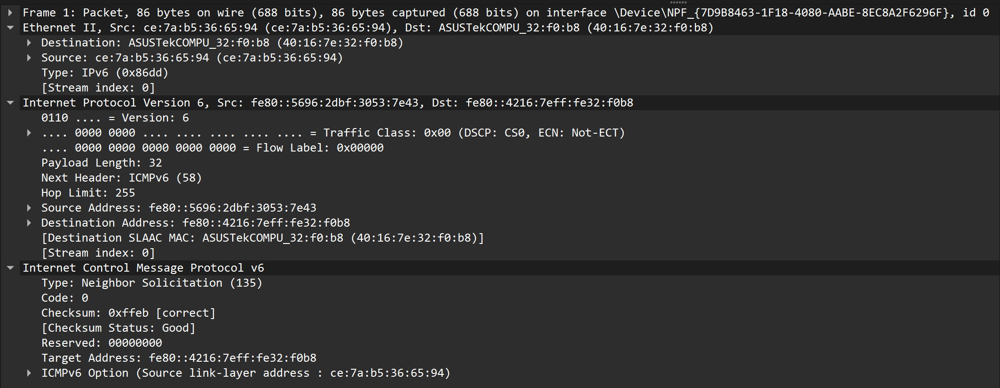 Frame 1: Packet, 86 bytes on wire (688 bits), 86 bytes captured (688 bits) on interface \Device\NPF_{7D9B8463-1F18-4080-AABE-8EC8A2F6296F}, id 0
Ethernet II, Src: ce:7a:b5:36:65:94 (ce:7a:b5:36:65:94), Dst: ASUSTekCOMPU_32:f0:b8 (40:16:7e:32:f0:b8)
Destination: ASUSTekCOMPU_32:f0:b8 (40:16:7e:32:f0:b8)
Source: ce:7a:b5:36:65:94 (ce:7a:b5:36:65:94)
Type: IPv6 (0x86dd)
[Stream index: 0]
Internet Protocol Version 6, Src: fe80::5696:2dbf:3053:7e43, Dst: fe80::4216:7eff:fe32:f0b8
0110 .... = Version: 6
.... 0000 0000 .... .... .... .... .... = Traffic Class: 0x00 (DSCP: CS0, ECN: Not-ECT)
.... 0000 0000 0000 0000 0000 = Flow Label: 0x00000
Payload Length: 32
Next Header: ICMPv6 (58)
Hop Limit: 255
Source Address: fe80::5696:2dbf:3053:7e43
Destination Address: fe80::4216:7eff:fe32:f0b8
[Destination SLAAC MAC: ASUSTekCOMPU_32:f0:b8 (40:16:7e:32:f0:b8)]
[Stream index: 0]
Internet Control Message Protocol v6
Type: Neighbor Solicitation (135)
Code: 0
Checksum: 0xffeb [correct]
[Checksum Status: Good]
Reserved: 00000000
Target Address: fe80::4216:7eff:fe32:f0b8
ICMPv6 Option (Source link-layer address : ce:7a:b5:36:65:94)